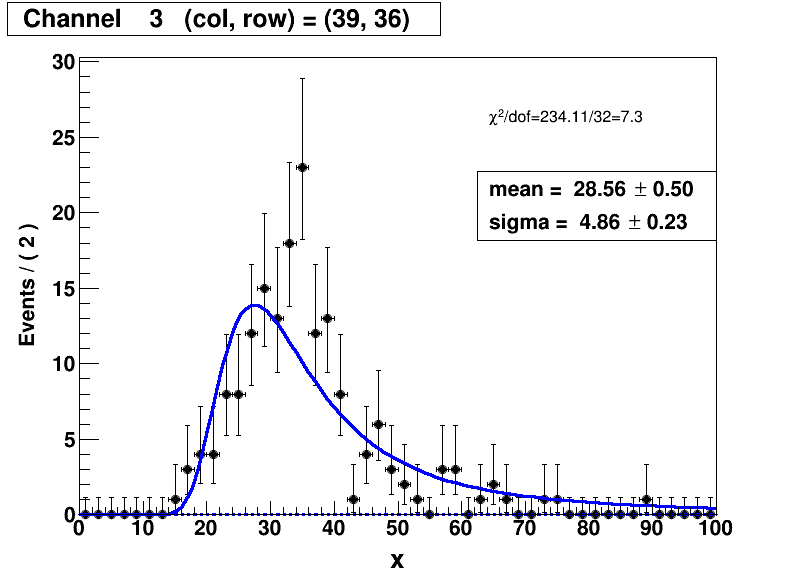 Channel 3 (col, row) = (39, 36)
χ²/dof=234.11/32=7.3
mean = 28.56 ± 0.50
sigma = 4.86 ± 0.23
Events / ( 2 )
30
25
20
15
10
5
0
0 10 20 30 40 50 60 70 80 90 100
x